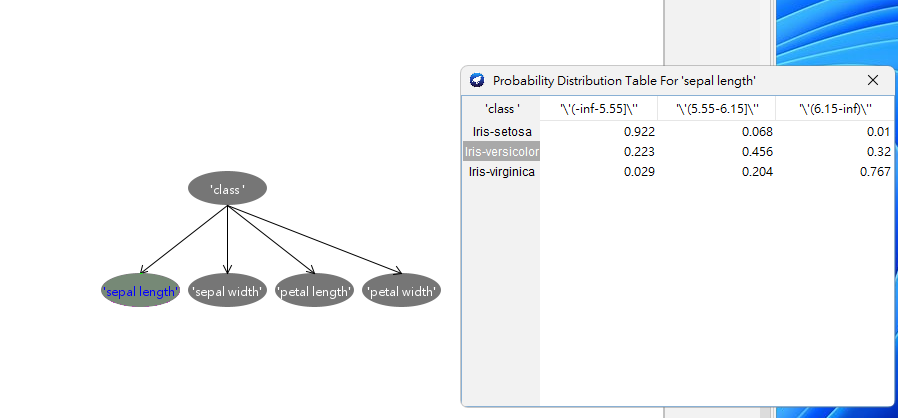 Probability Distribution Table For 'sepal length'
'class ' '\'(-inf-5.55]\'' '\'(5.55-6.15]\'' '\'(6.15-inf)\''
Iris-setosa 0.922 0.068 0.01
Iris-versicolor 0.223 0.456 0.32
Iris-virginica 0.029 0.204 0.767
'class '
'sepal length' 'sepal width' 'petal length' 'petal width'